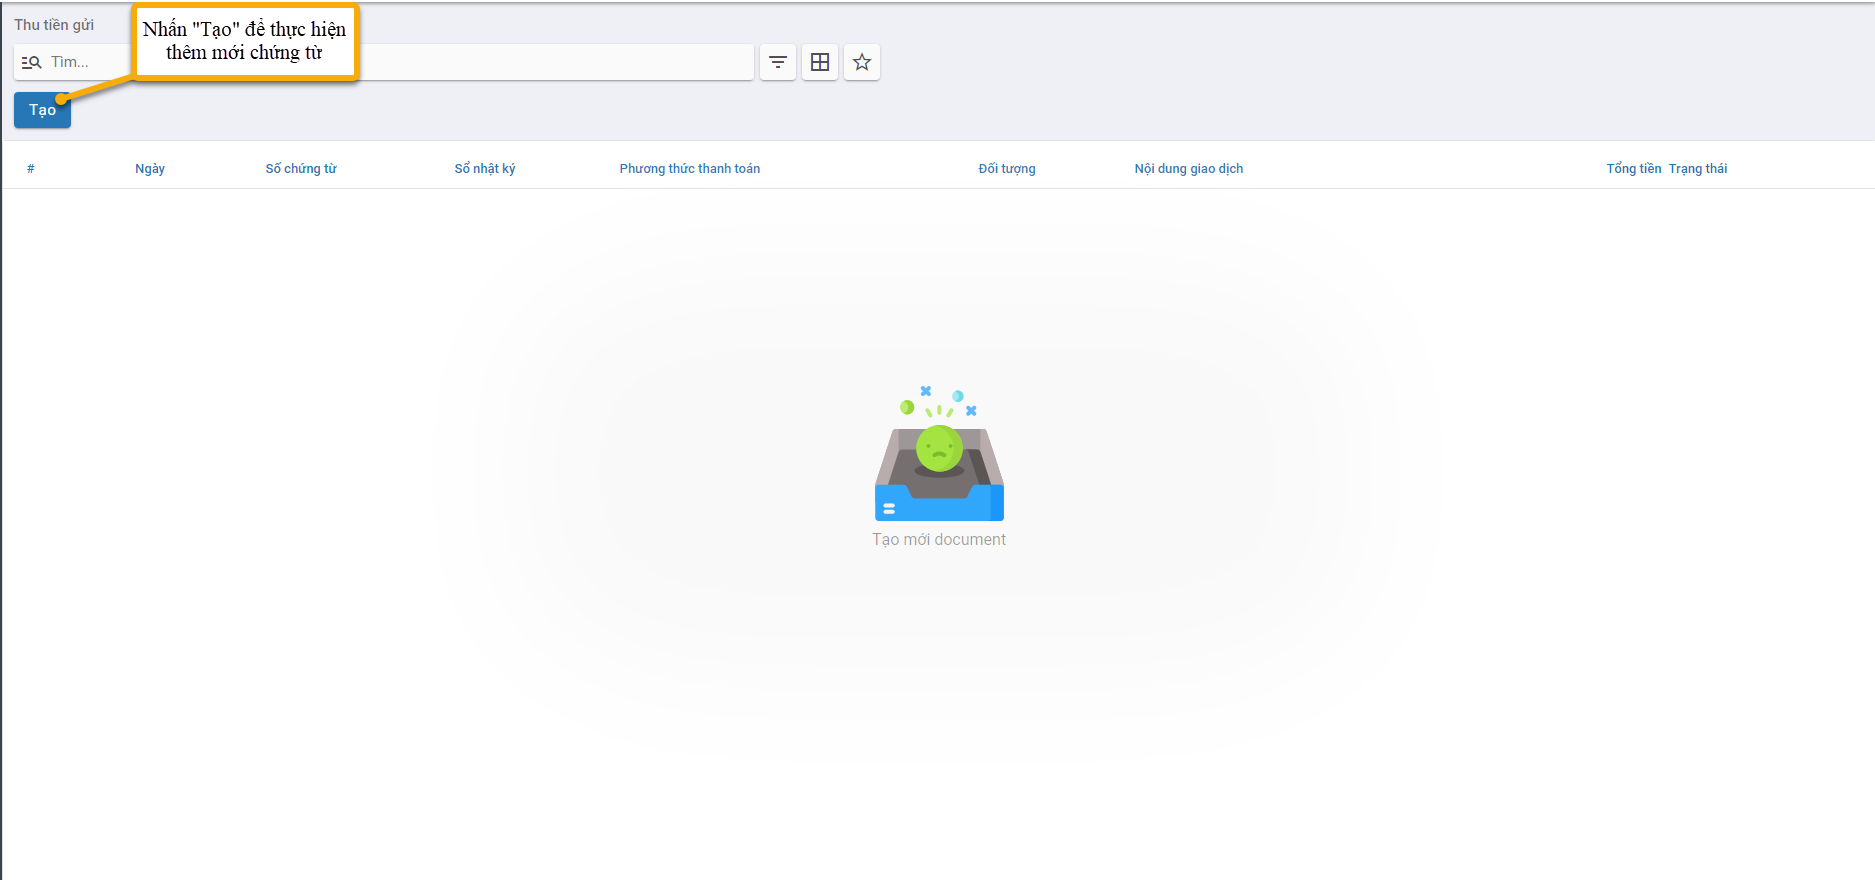 Thu tiền gửi
Nhấn "Tạo" để thực hiện
thêm mới chứng từ
Tìm...
Tạo
# Ngày Số chứng từ Sổ nhật ký Phương thức thanh toán Đối tượng Nội dung giao dịch Tổng tiền Trạng thái
Tạo mới document